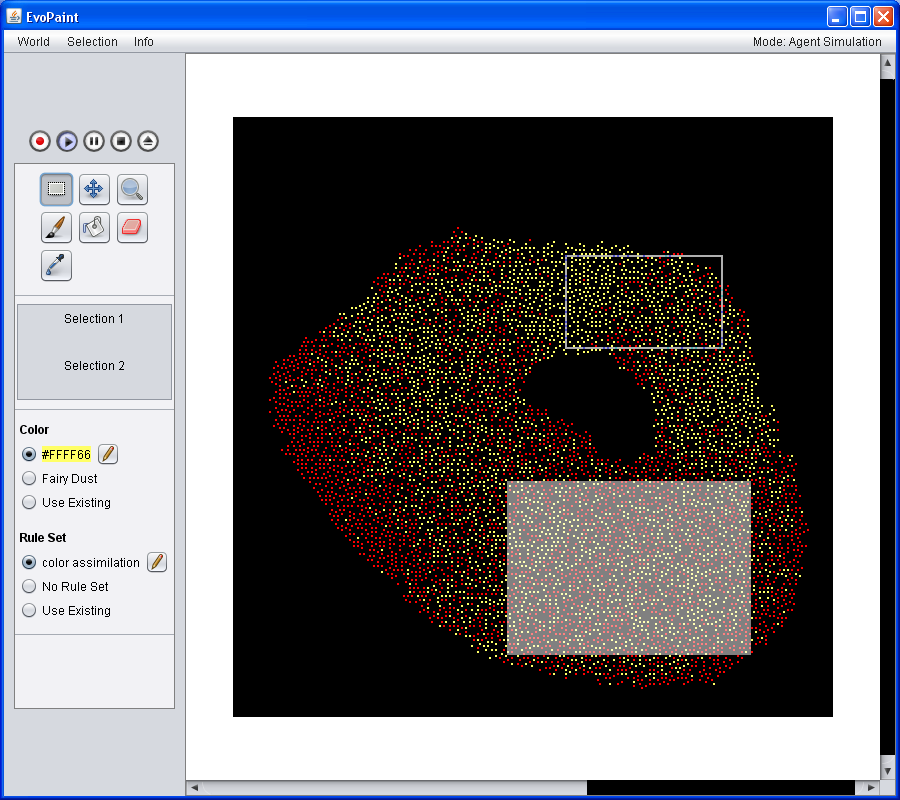 EvoPaint
World Selection Info Mode: Agent Simulation
Selection 1
Selection 2
Color
#FFFF66
Fairy Dust
Use Existing
Rule Set
color assimilation
No Rule Set
Use Existing